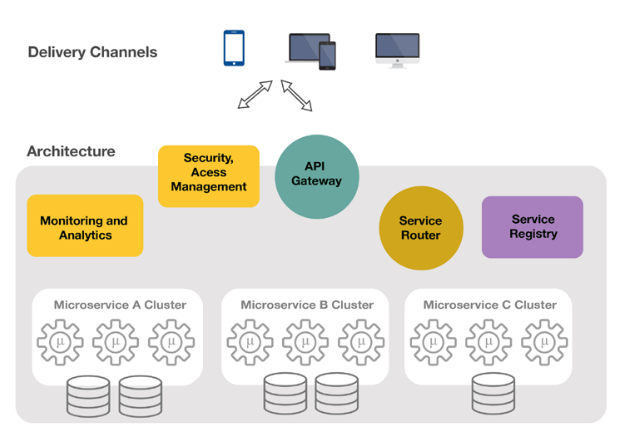 Delivery Channels
Architecture
Security,
Acess
Management
API
Gateway
Monitoring and
Analytics
Service
Router
Service
Registry
Microservice A Cluster
Microservice B Cluster
Microservice C Cluster
μ
μ
μ
μ
μ
μ
μ
μ
μ